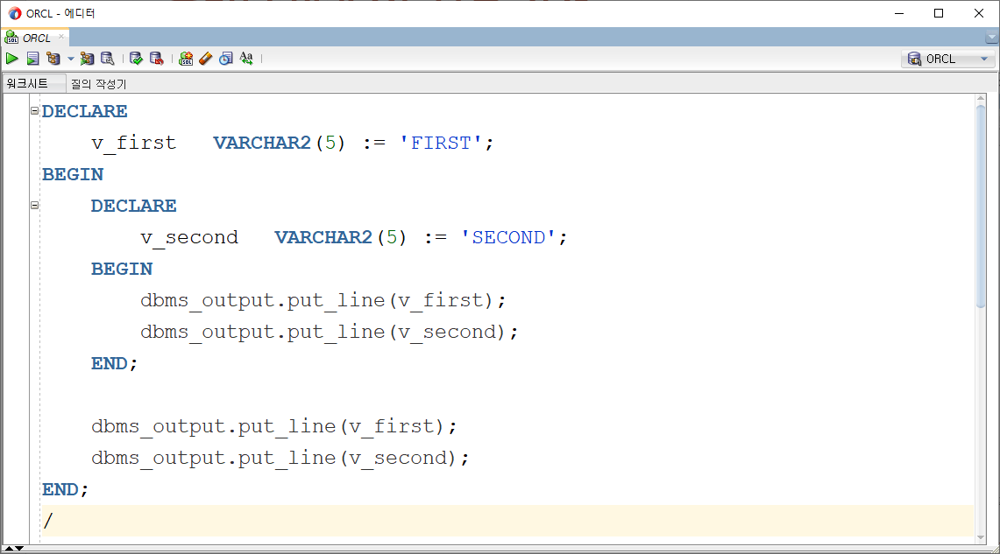 ORCL - 에디터
ORCL
ORCL
워크시트 질의 작성기
DECLARE
v_first VARCHAR2(5) := 'FIRST';
BEGIN
DECLARE
v_second VARCHAR2(5) := 'SECOND';
BEGIN
dbms_output.put_line(v_first);
dbms_output.put_line(v_second);
END;
dbms_output.put_line(v_first);
dbms_output.put_line(v_second);
END;
/